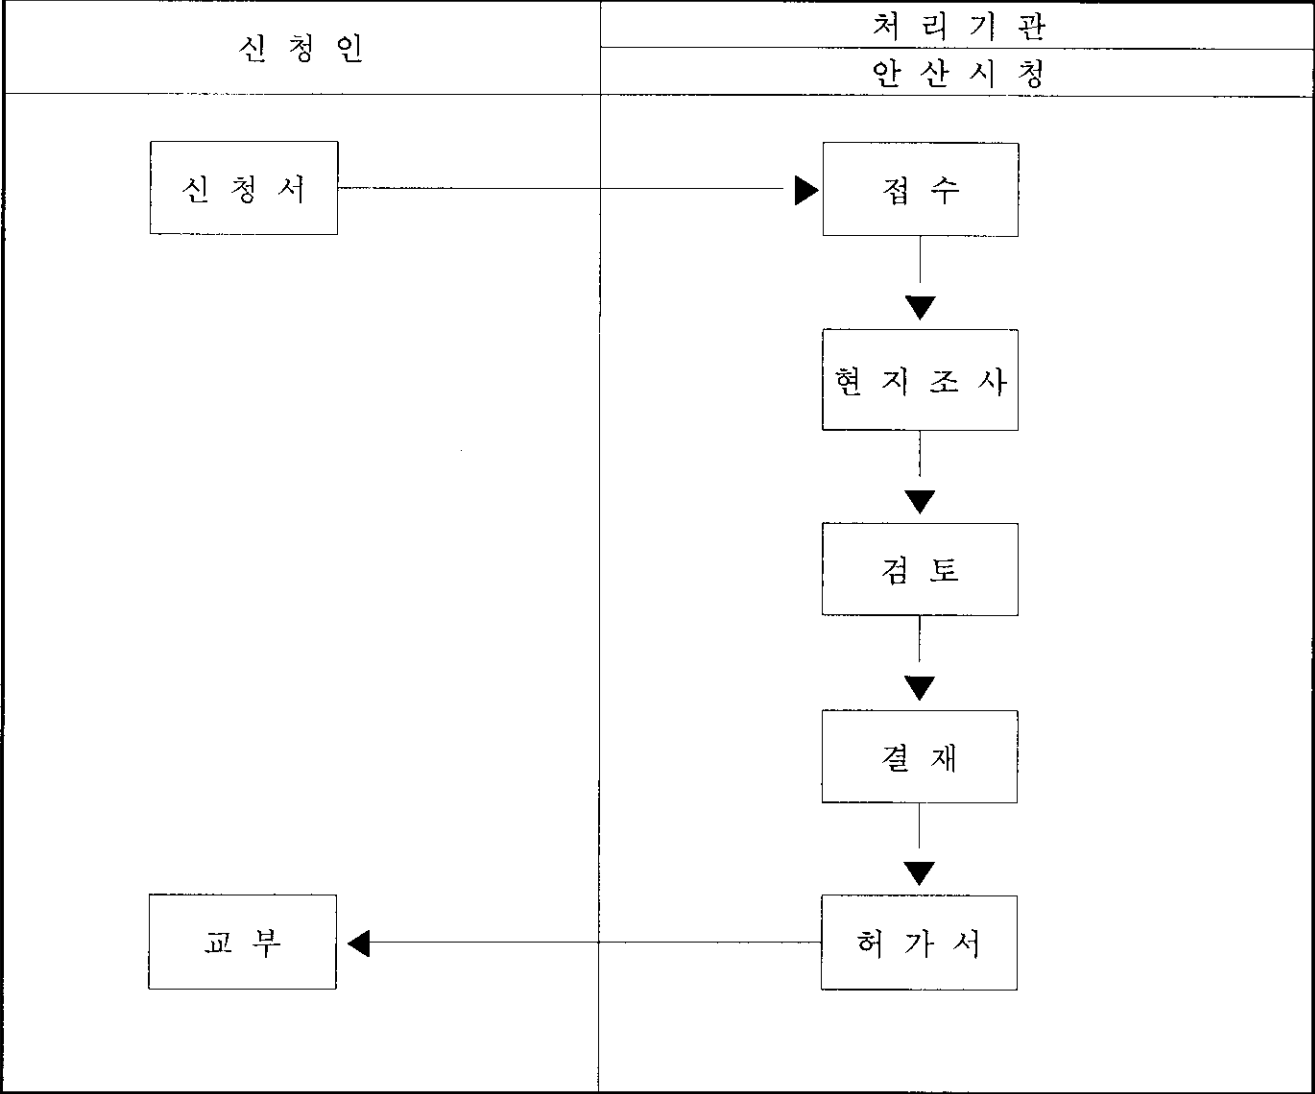 신 청 인
처 리 기 관
안 산 시 청
신 청 서
접 수
현 지 조 사
검 토
결 재
교 부
허 가 서